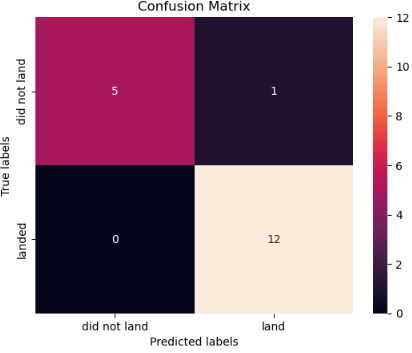 Confusion Matrix
True labels
did not land
5
1
landed
0
12
did not land
land
Predicted labels
12
10
8
6
4
2
0